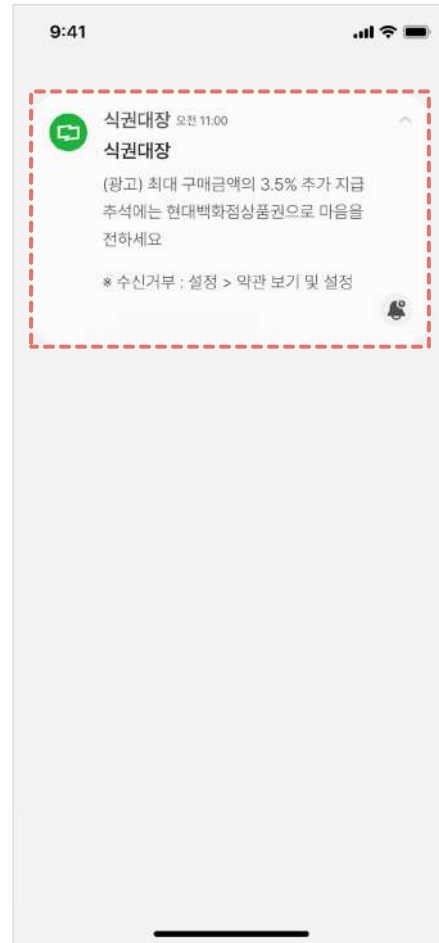 9:41
식권대장 오전 11:00
식권대장
(광고) 최대 구매금액의 3.5% 추가 지급
추석에는 현대백화점상품권으로 마음을
전하세요
※ 수신거부 : 설정 > 약관 보기 및 설정